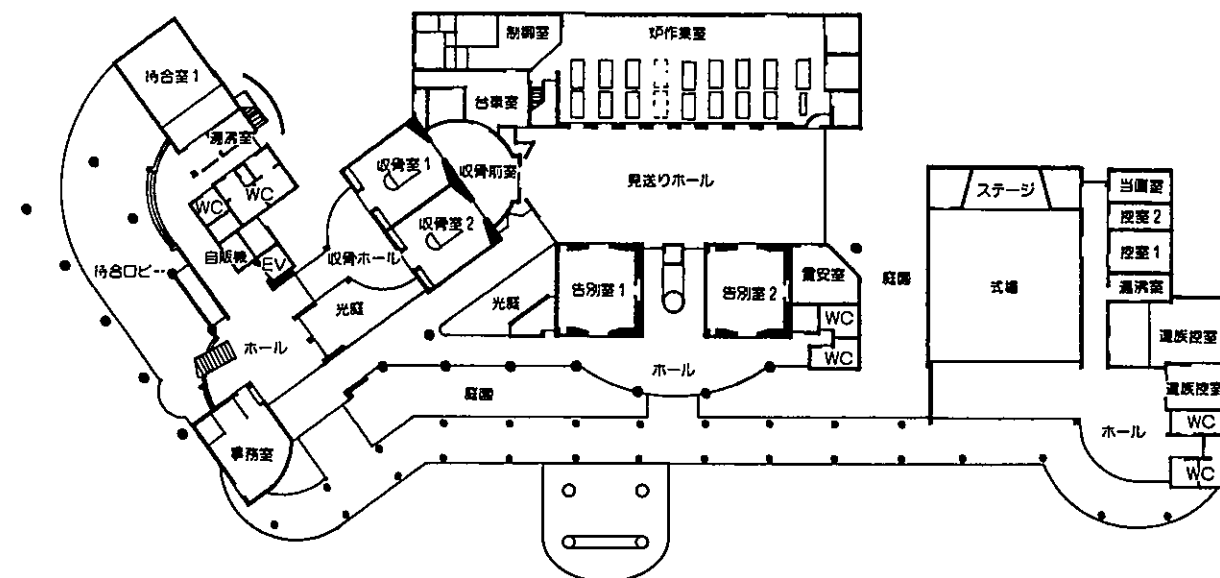 制御室
炉作業室
待合室1
台車室
湯沸室
収骨室1
収骨前室
見送りホール
ステージ
当直室
WC
WC
収骨室2
控室2
自販機
EV
収骨ホール
控室1
待合ロビー
霊安室
庭園
式場
湯沸室
光庭
光庭
告別室1
告別室2
WC
WC
遺族控室
ホール
ホール
庭園
遺族控室
WC
ホール
事務室
WC